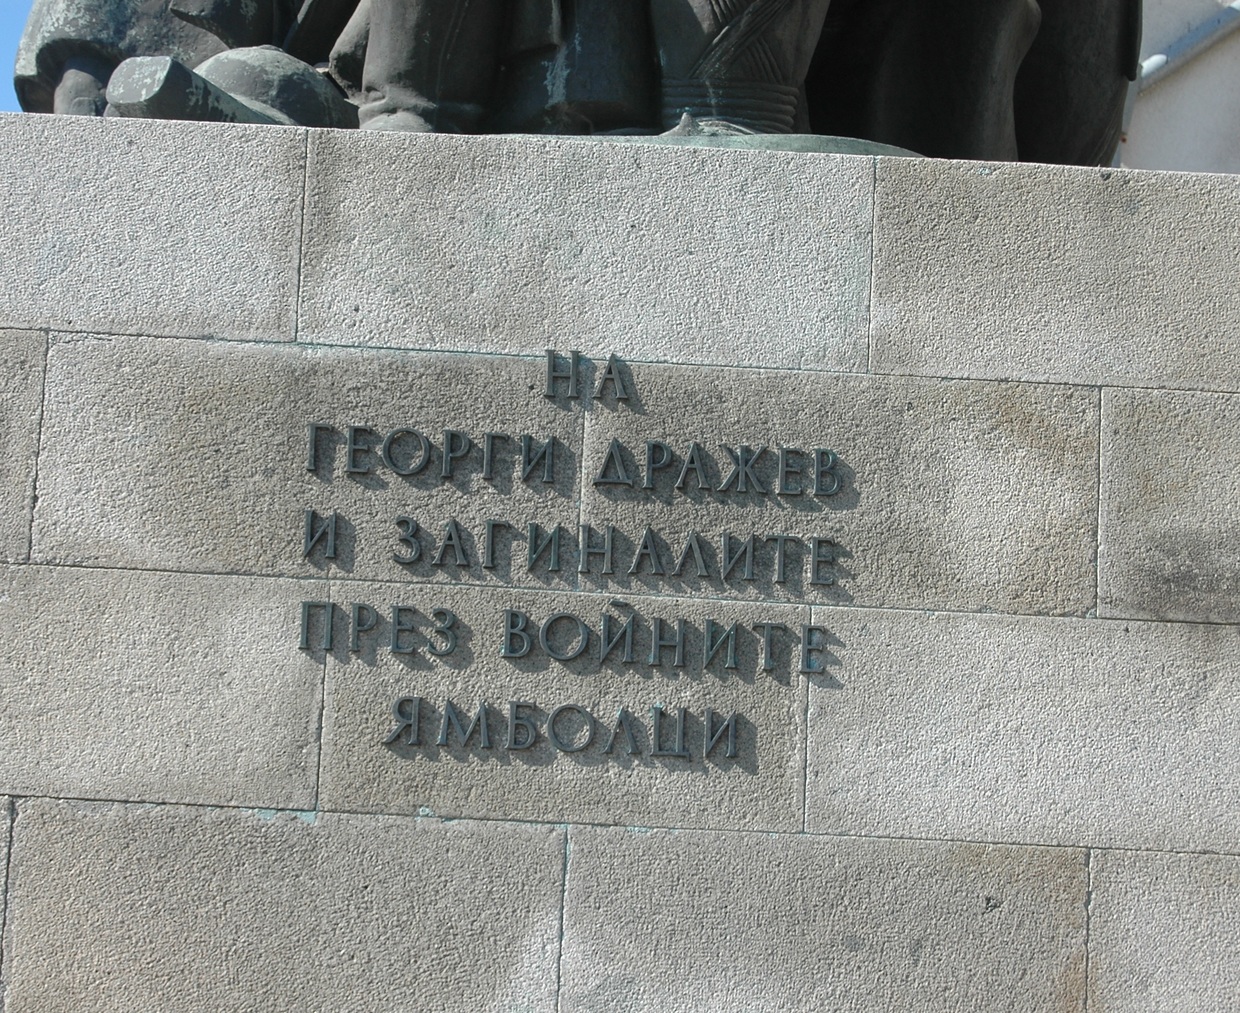 НА
ГЕОРГИ ДРАЖЕВ
И ЗАГИНАЛИТЕ
ПРЕЗ ВОЙНИТЕ
ЯМБОЛЦИ